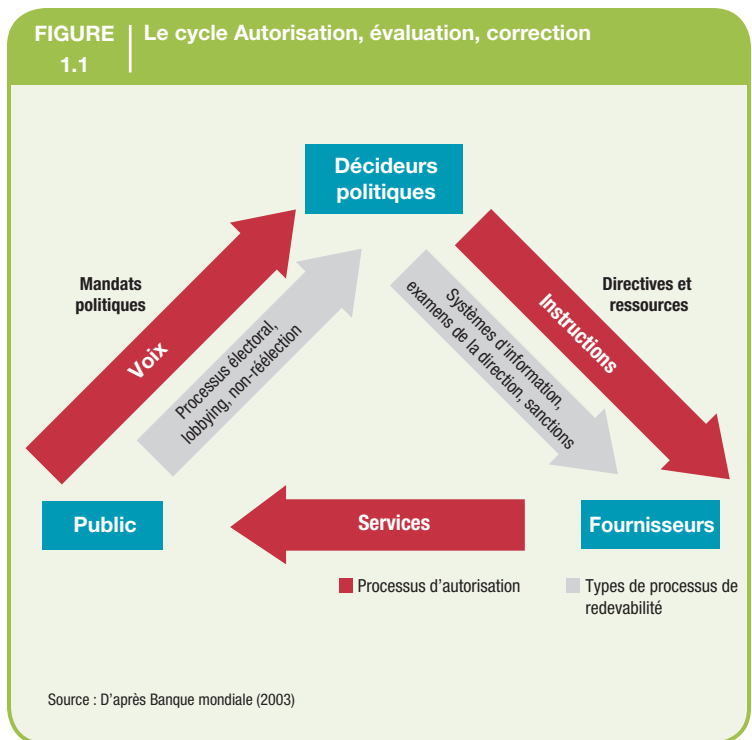 FIGURE
1.1
Le cycle Autorisation, évaluation, correction
Décideurs
politiques
Mandats
politiques
Voix
Processus électoral,
lobbying, non-réélection
Systèmes d'information,
examens de la direction, sanctions
Instructions
Directives et
ressources
Public
Services
Fournisseurs
Processus d'autorisation
Types de processus de
redevabilité
Source : D'après Banque mondiale (2003)